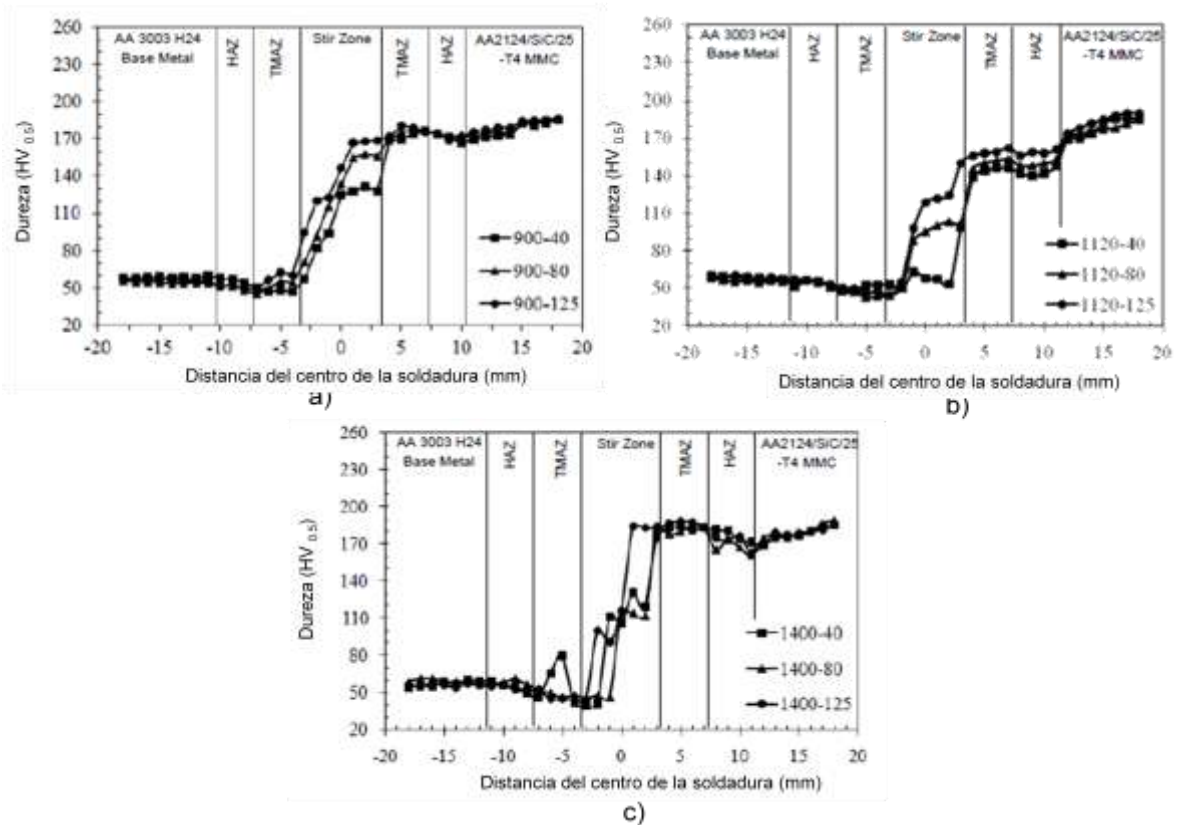 a)
260
230
200
170
140
110
80
50
20
Dureza (HV 0.5)
AA 3003 H24
Base Metal
HAZ
TMAZ
Stir Zone
TMAZ
HAZ
AA2124/SiC/25
-T4 MMC
900-40
900-80
900-125
-20 -15 -10 -5 0 5 10 15 20
Distancia del centro de la soldadura (mm)
b)
260
230
200
170
140
110
80
50
20
Dureza (HV 0.5)
AA 3003 H24
Base Metal
HAZ
TMAZ
Stir Zone
TMAZ
HAZ
AA2124/SiC/25
-T4 MMC
1120-40
1120-80
1120-125
-20 -15 -10 -5 0 5 10 15 20
Distancia del centro de la soldadura (mm)
260
230
200
170
140
110
80
50
20
Dureza (HV 0.5)
AA 3003 H24
Base Metal
HAZ
TMAZ
Stir Zone
TMAZ
HAZ
AA2124/SiC/25
-T4 MMC
1400-40
1400-80
1400-125
-20 -15 -10 -5 0 5 10 15 20
Distancia del centro de la soldadura (mm)
c)